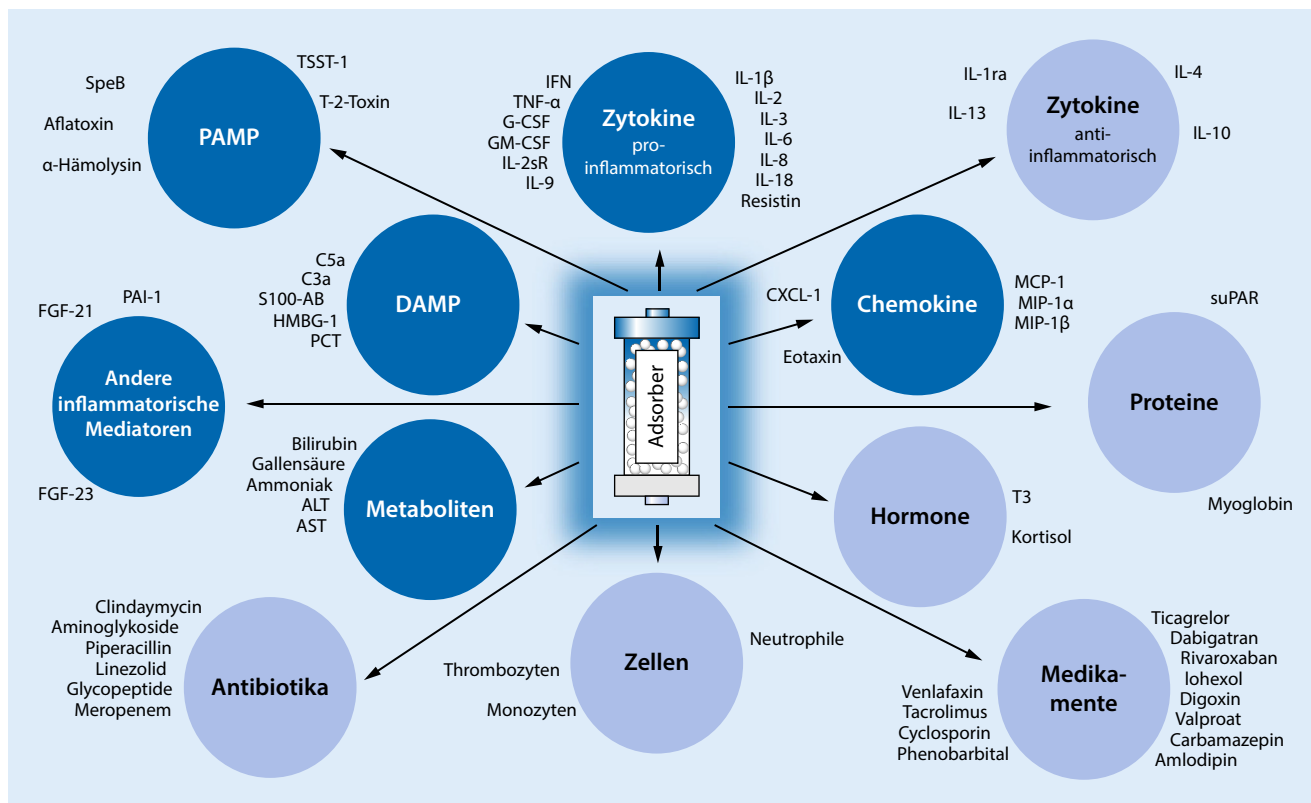 SpeB
TSST-1
T-2-Toxin
Aflatoxin
α-Hämolysin
PAMP
IFN
TNF-α
G-CSF
GM-CSF
IL-2sR
IL-9
Zytokine
pro-
inflammatorisch
IL-1β
IL-2
IL-3
IL-6
IL-8
IL-18
Resistin
IL-1ra
IL-13
Zytokine
anti-
inflammatorisch
IL-4
IL-10
C5a
C3a
S100-AB
HMBG-1
PCT
DAMP
CXCL-1
Eotaxin
Chemokine
MCP-1
MIP-1α
MIP-1β
suPAR
Proteine
Myoglobin
FGF-21
PAI-1
Andere
inflammatorische
Mediatoren
FGF-23
Adsorber
Bilirubin
Gallensäure
Ammoniak
ALT
AST
Metaboliten
Hormone
T3
Kortisol
Clindaymycin
Aminoglykoside
Piperacillin
Linezolid
Glycopeptide
Meropenem
Antibiotika
Thrombozyten
Monozyten
Zellen
Neutrophile
Venlafaxin
Tacrolimus
Cyclosporin
Phenobarbital
Medika-
mente
Ticagrelor
Dabigatran
Rivaroxaban
Iohexol
Digoxin
Valproat
Carbamazepin
Amlodipin